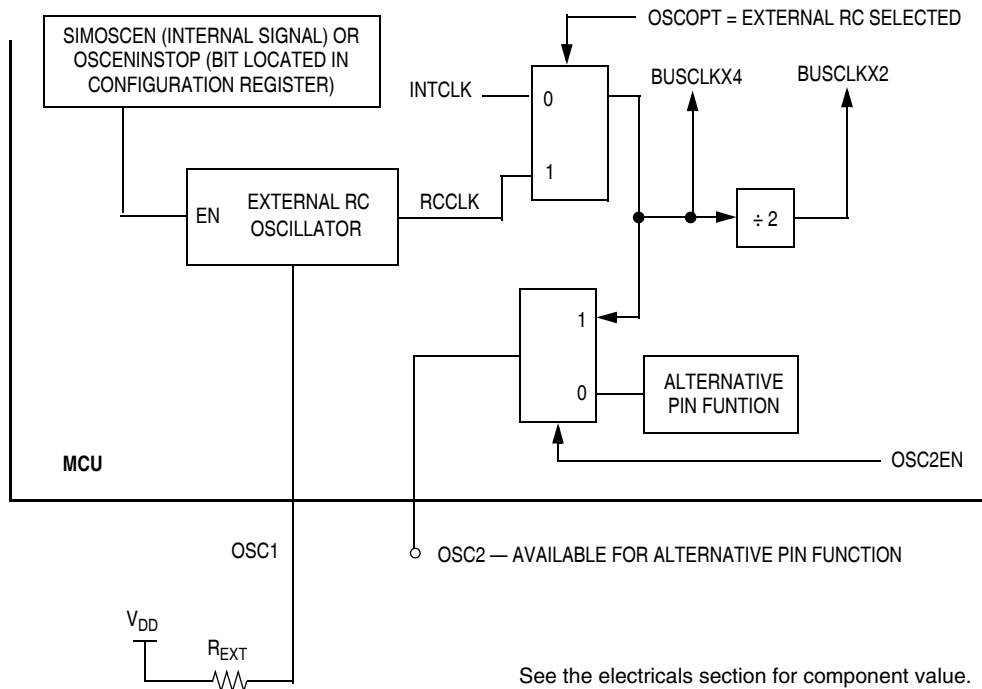 SIMOSCEN (INTERNAL SIGNAL) OR
OSCENINSTOP (BIT LOCATED IN
CONFIGURATION REGISTER)
OSCOPT = EXTERNAL RC SELECTED
INTCLK
0
1
BUSCLKX4
BUSCLKX2
EN
EXTERNAL RC
OSCILLATOR
RCCLK
÷ 2
1
0
ALTERNATIVE
PIN FUNTION
MCU
OSC2EN
OSC1
OSC2 — AVAILABLE FOR ALTERNATIVE PIN FUNCTION
VDD
REXT
See the electricals section for component value.